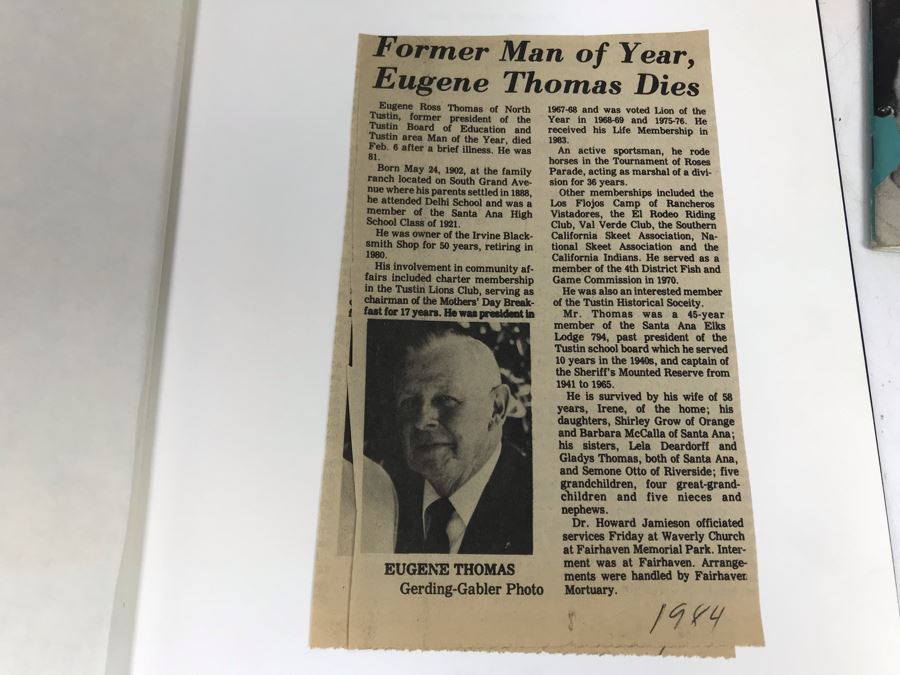 Former Man of Year,
Eugene Thomas Dies
Eugene Ross Thomas of North
Tustin, former president of the
Tustin Board of Education and
Tustin area Man of the Year, died
Feb. 6 after a brief illness. He was
81.
Born May 24, 1902, at the family
ranch located on South Grand Ave-
nue where his parents settled in 1888,
he attended Delhi School and was a
member of the Santa Ana High
School Class of 1921.
He was owner of the Irvine Black-
smith Shop for 50 years, retiring in
1980.
His involvement in community af-
fairs included charter membership
in the Tustin Lions Club, serving as
chairman of the Mothers' Day Break-
fast for 17 years. He was president in
EUGENE THOMAS
Gerding-Gabler Photo
1967-68 and was voted Lion of the
Year in 1968-69 and 1975-76. He
received his Life Membership in
1983.
An active sportsman, he rode
horses in the Tournament of Roses
Parade, acting as marshal of a divi-
sion for 36 years.
Other memberships included the
Los Flojos Camp of Rancheros
Vistadores, the El Rodeo Riding
Club, Val Verde Club, the Southern
California Skeet Association, Na-
tional Skeet Association and the
California Indians. He served as a
member of the 4th District Fish and
Game Commission in 1970.
He was also an interested member
of the Tustin Historical Soceity.
Mr. Thomas was a 45-year
member of the Santa Ana Elks
Lodge 794, past president of the
Tustin school board which he served
10 years in the 1940s, and captain of
the Sheriff's Mounted Reserve from
1941 to 1965.
He is survived by his wife of 58
years, Irene, of the home; his
daughters, Shirley Grow of Orange
and Barbara McCalla of Santa Ana;
his sisters, Lela Deardorff and
Gladys Thomas, both of Santa Ana,
and Semone Otto of Riverside; five
grandchildren, four great-grand-
children and five nieces and
nephews.
Dr. Howard Jamieson officiated
services Friday at Waverly Church
at Fairhaven Memorial Park. Inter-
ment was at Fairhaven. Arrange-
ments were handled by Fairhaven
Mortuary.
1984